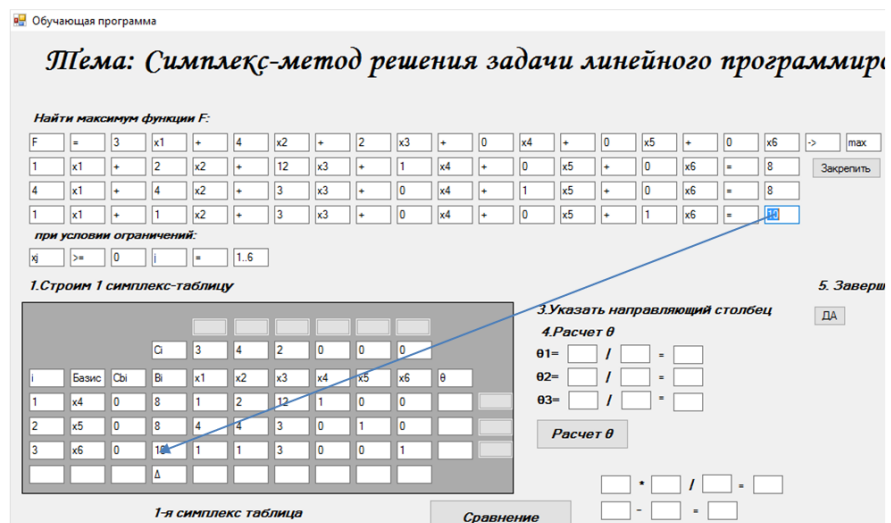 Обучающая программа
Тема: Симплекс-метод решения задачи линейного программиро
Найти максимум функции F:
F = 3 x1 + 4 x2 + 2 x3 + 0 x4 + 0 x5 + 0 x6 -> max
1 x1 + 2 x2 + 12 x3 + 1 x4 + 0 x5 + 0 x6 = 8 Закрепить
4 x1 + 4 x2 + 3 x3 + 0 x4 + 1 x5 + 0 x6 = 8
1 x1 + 1 x2 + 3 x3 + 0 x4 + 0 x5 + 1 x6 = 10
при условии ограничений:
xj >= 0 j = 1..6
1.Строим 1 симплекс-таблицу
5. Заверш
3.Указать направляющий столбец
ДА
4.Расчет θ
Ci 3 4 2 0 0 0
θ1= / =
i Базис Cbi Bi x1 x2 x3 x4 x5 x6 θ
θ2= / =
1 x4 0 8 1 2 12 1 0 0
θ3= / =
2 x5 0 8 4 4 3 0 1 0
Расчет θ
3 x6 0 10 1 1 3 0 0 1
Δ
* / =
1-я симплекс таблица
Сравнение
- =